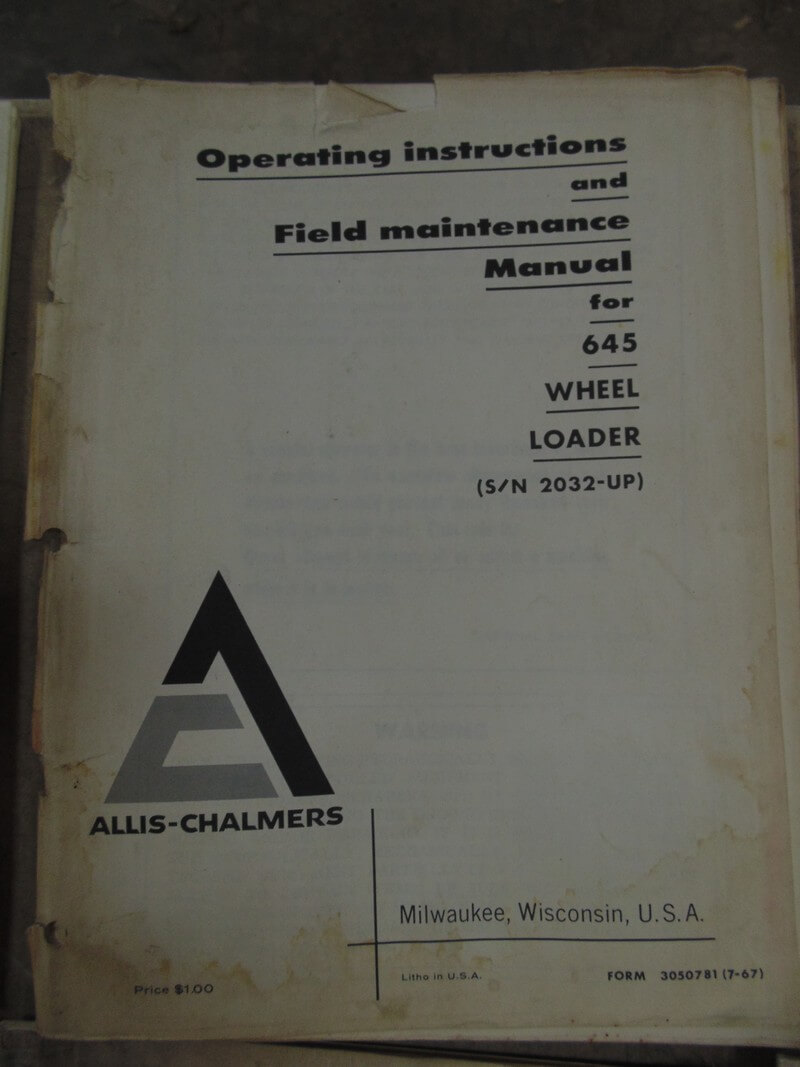 Operating instructions
and
Field maintenance
Manual
for
645
WHEEL
LOADER
(S/N 2032-UP)
ALLIS-CHALMERS
Milwaukee, Wisconsin, U.S.A.
Price $1.00
Litho in U.S.A.
FORM 3050781 (7-67)
WARNING